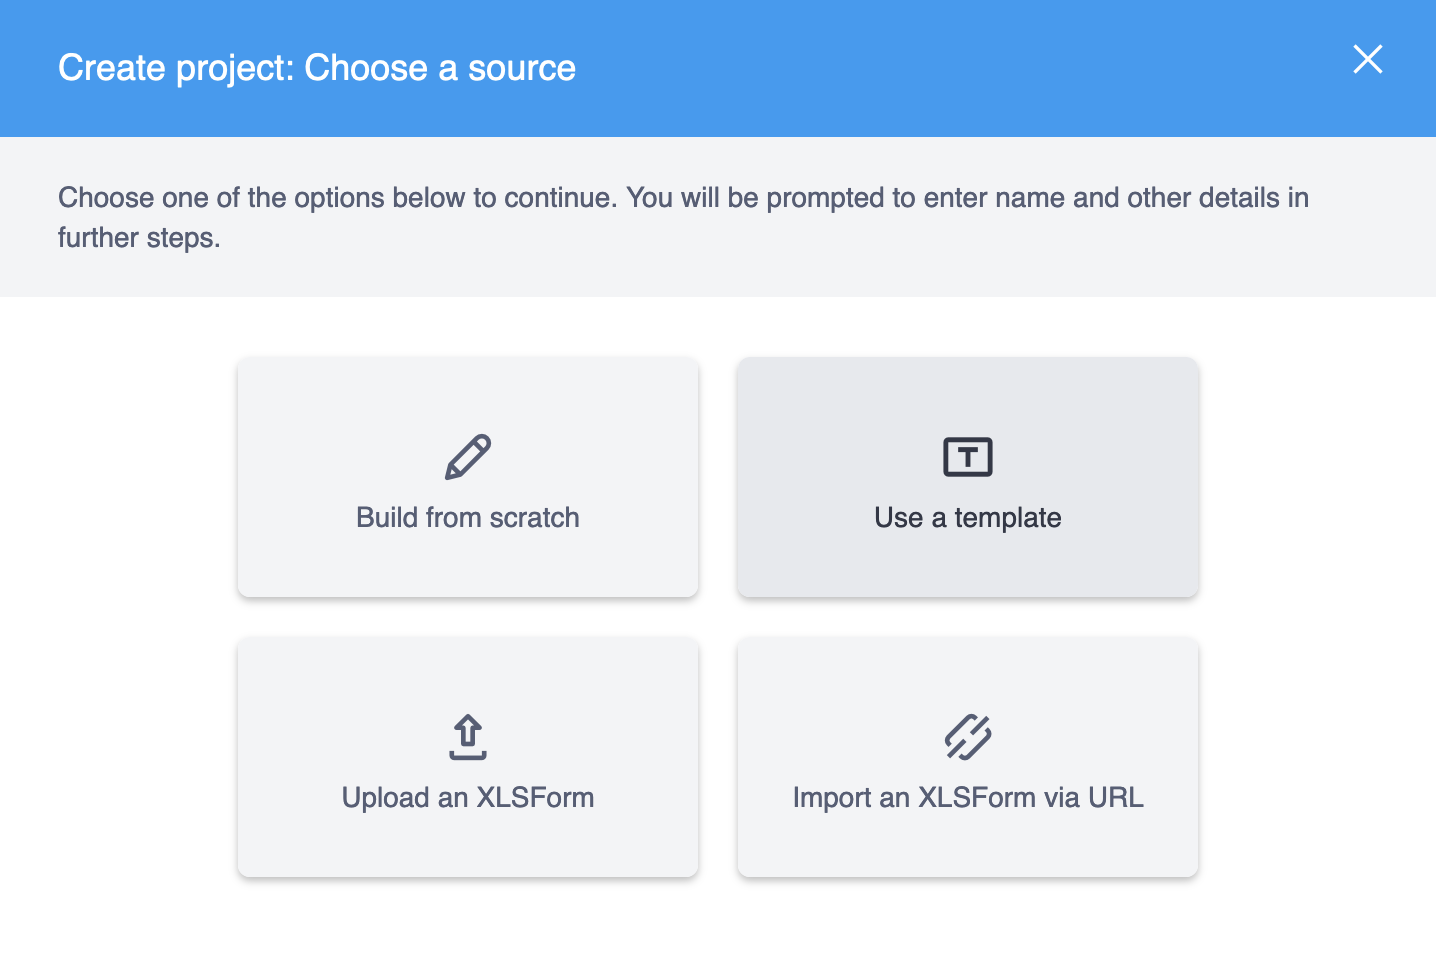 Create project: Choose a source
Choose one of the options below to continue. You will be prompted to enter name and other details in
further steps.
Build from scratch
T
Use a template
Upload an XLSForm
Import an XLSForm via URL